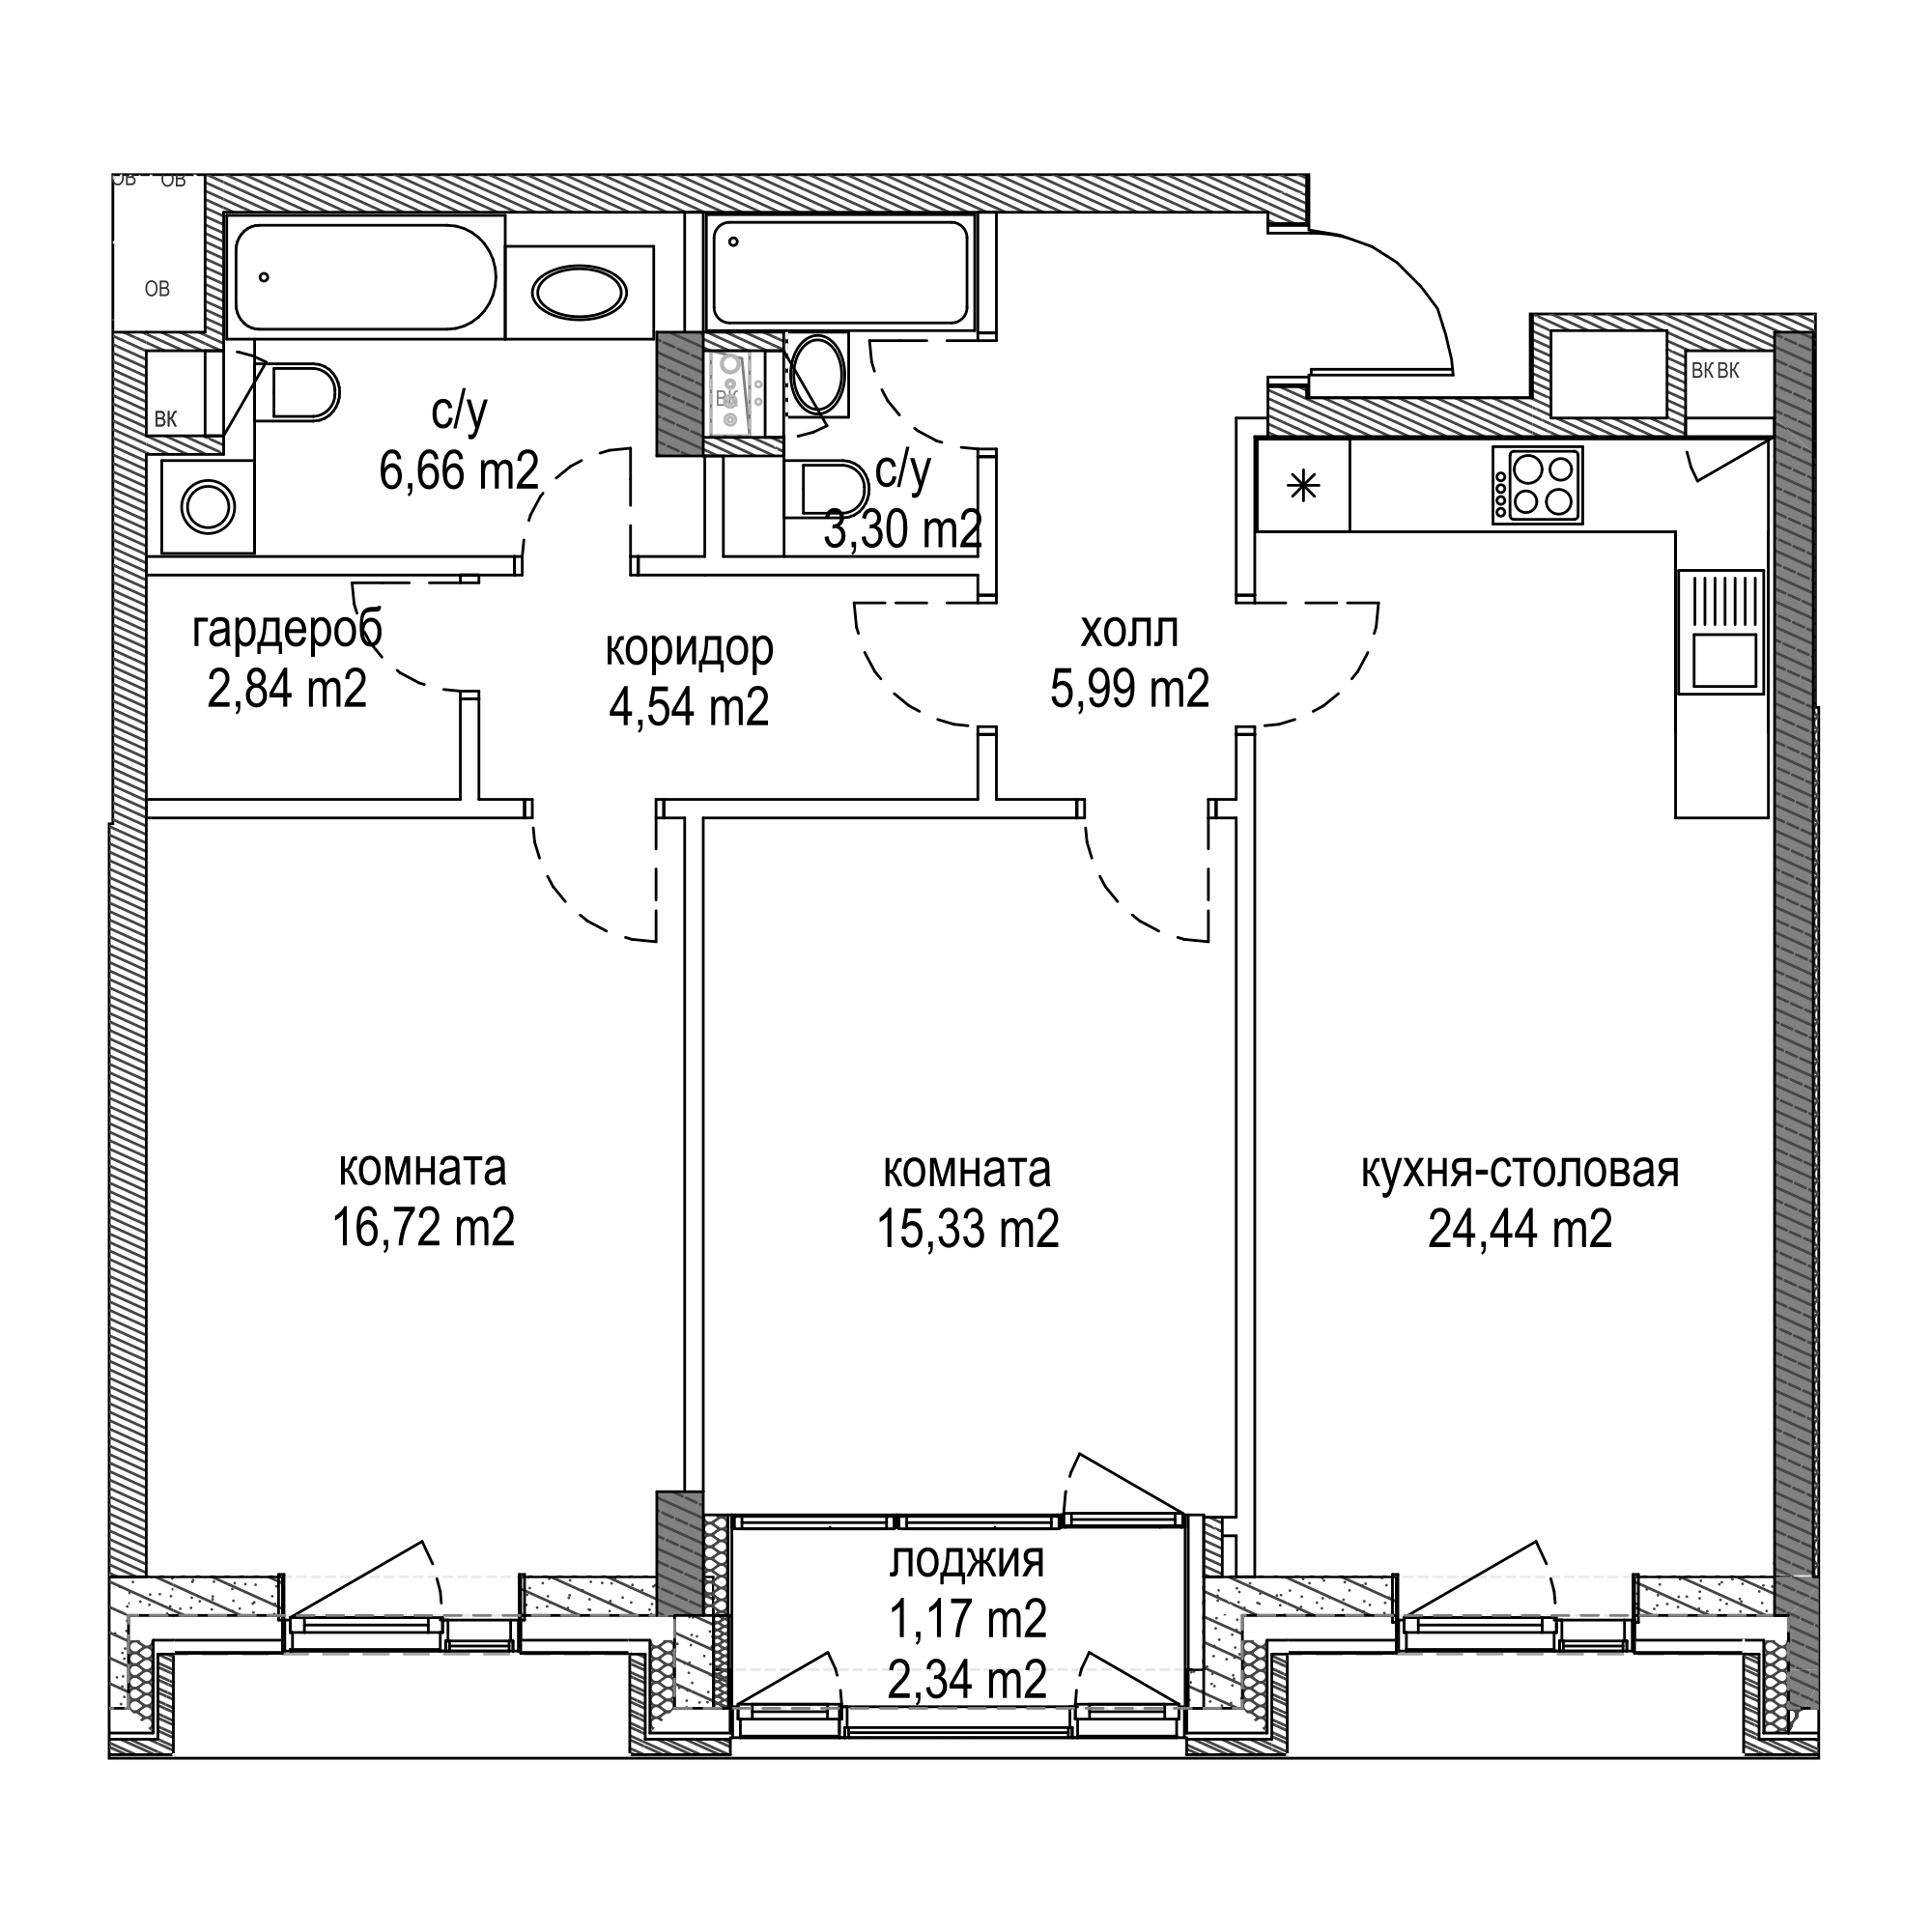 ОВ ОВ
ОВ
ВК
с/у
6,66 m2
ВК
с/у
3,30 m2
ВК ВК
гардероб
2,84 m2
коридор
4,54 m2
холл
5,99 m2
комната
16,72 m2
комната
15,33 m2
кухня-столовая
24,44 m2
лоджия
1,17 m2
2,34 m2